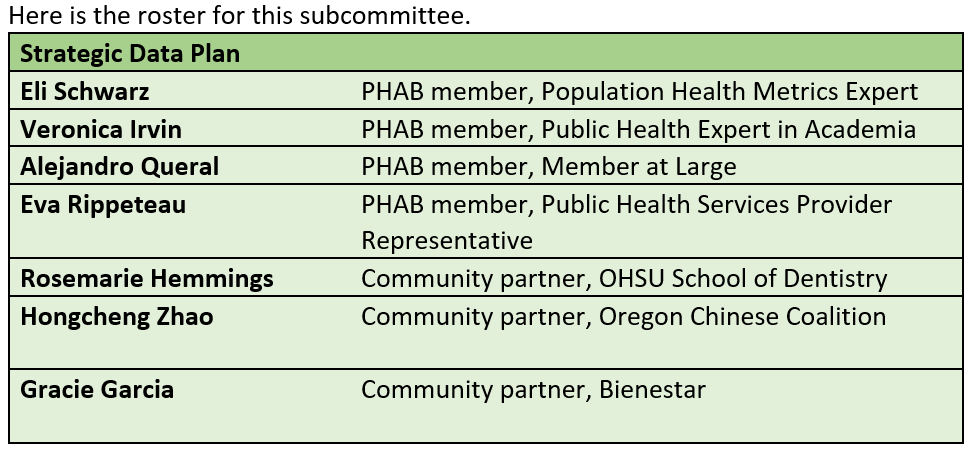 Here is the roster for this subcommittee.
Strategic Data Plan
Eli Schwarz PHAB member, Population Health Metrics Expert
Veronica Irvin PHAB member, Public Health Expert in Academia
Alejandro Queral PHAB member, Member at Large
Eva Rippeteau PHAB member, Public Health Services Provider
Representative
Rosemarie Hemmings Community partner, OHSU School of Dentistry
Hongcheng Zhao Community partner, Oregon Chinese Coalition
Gracie Garcia Community partner, Bienestar